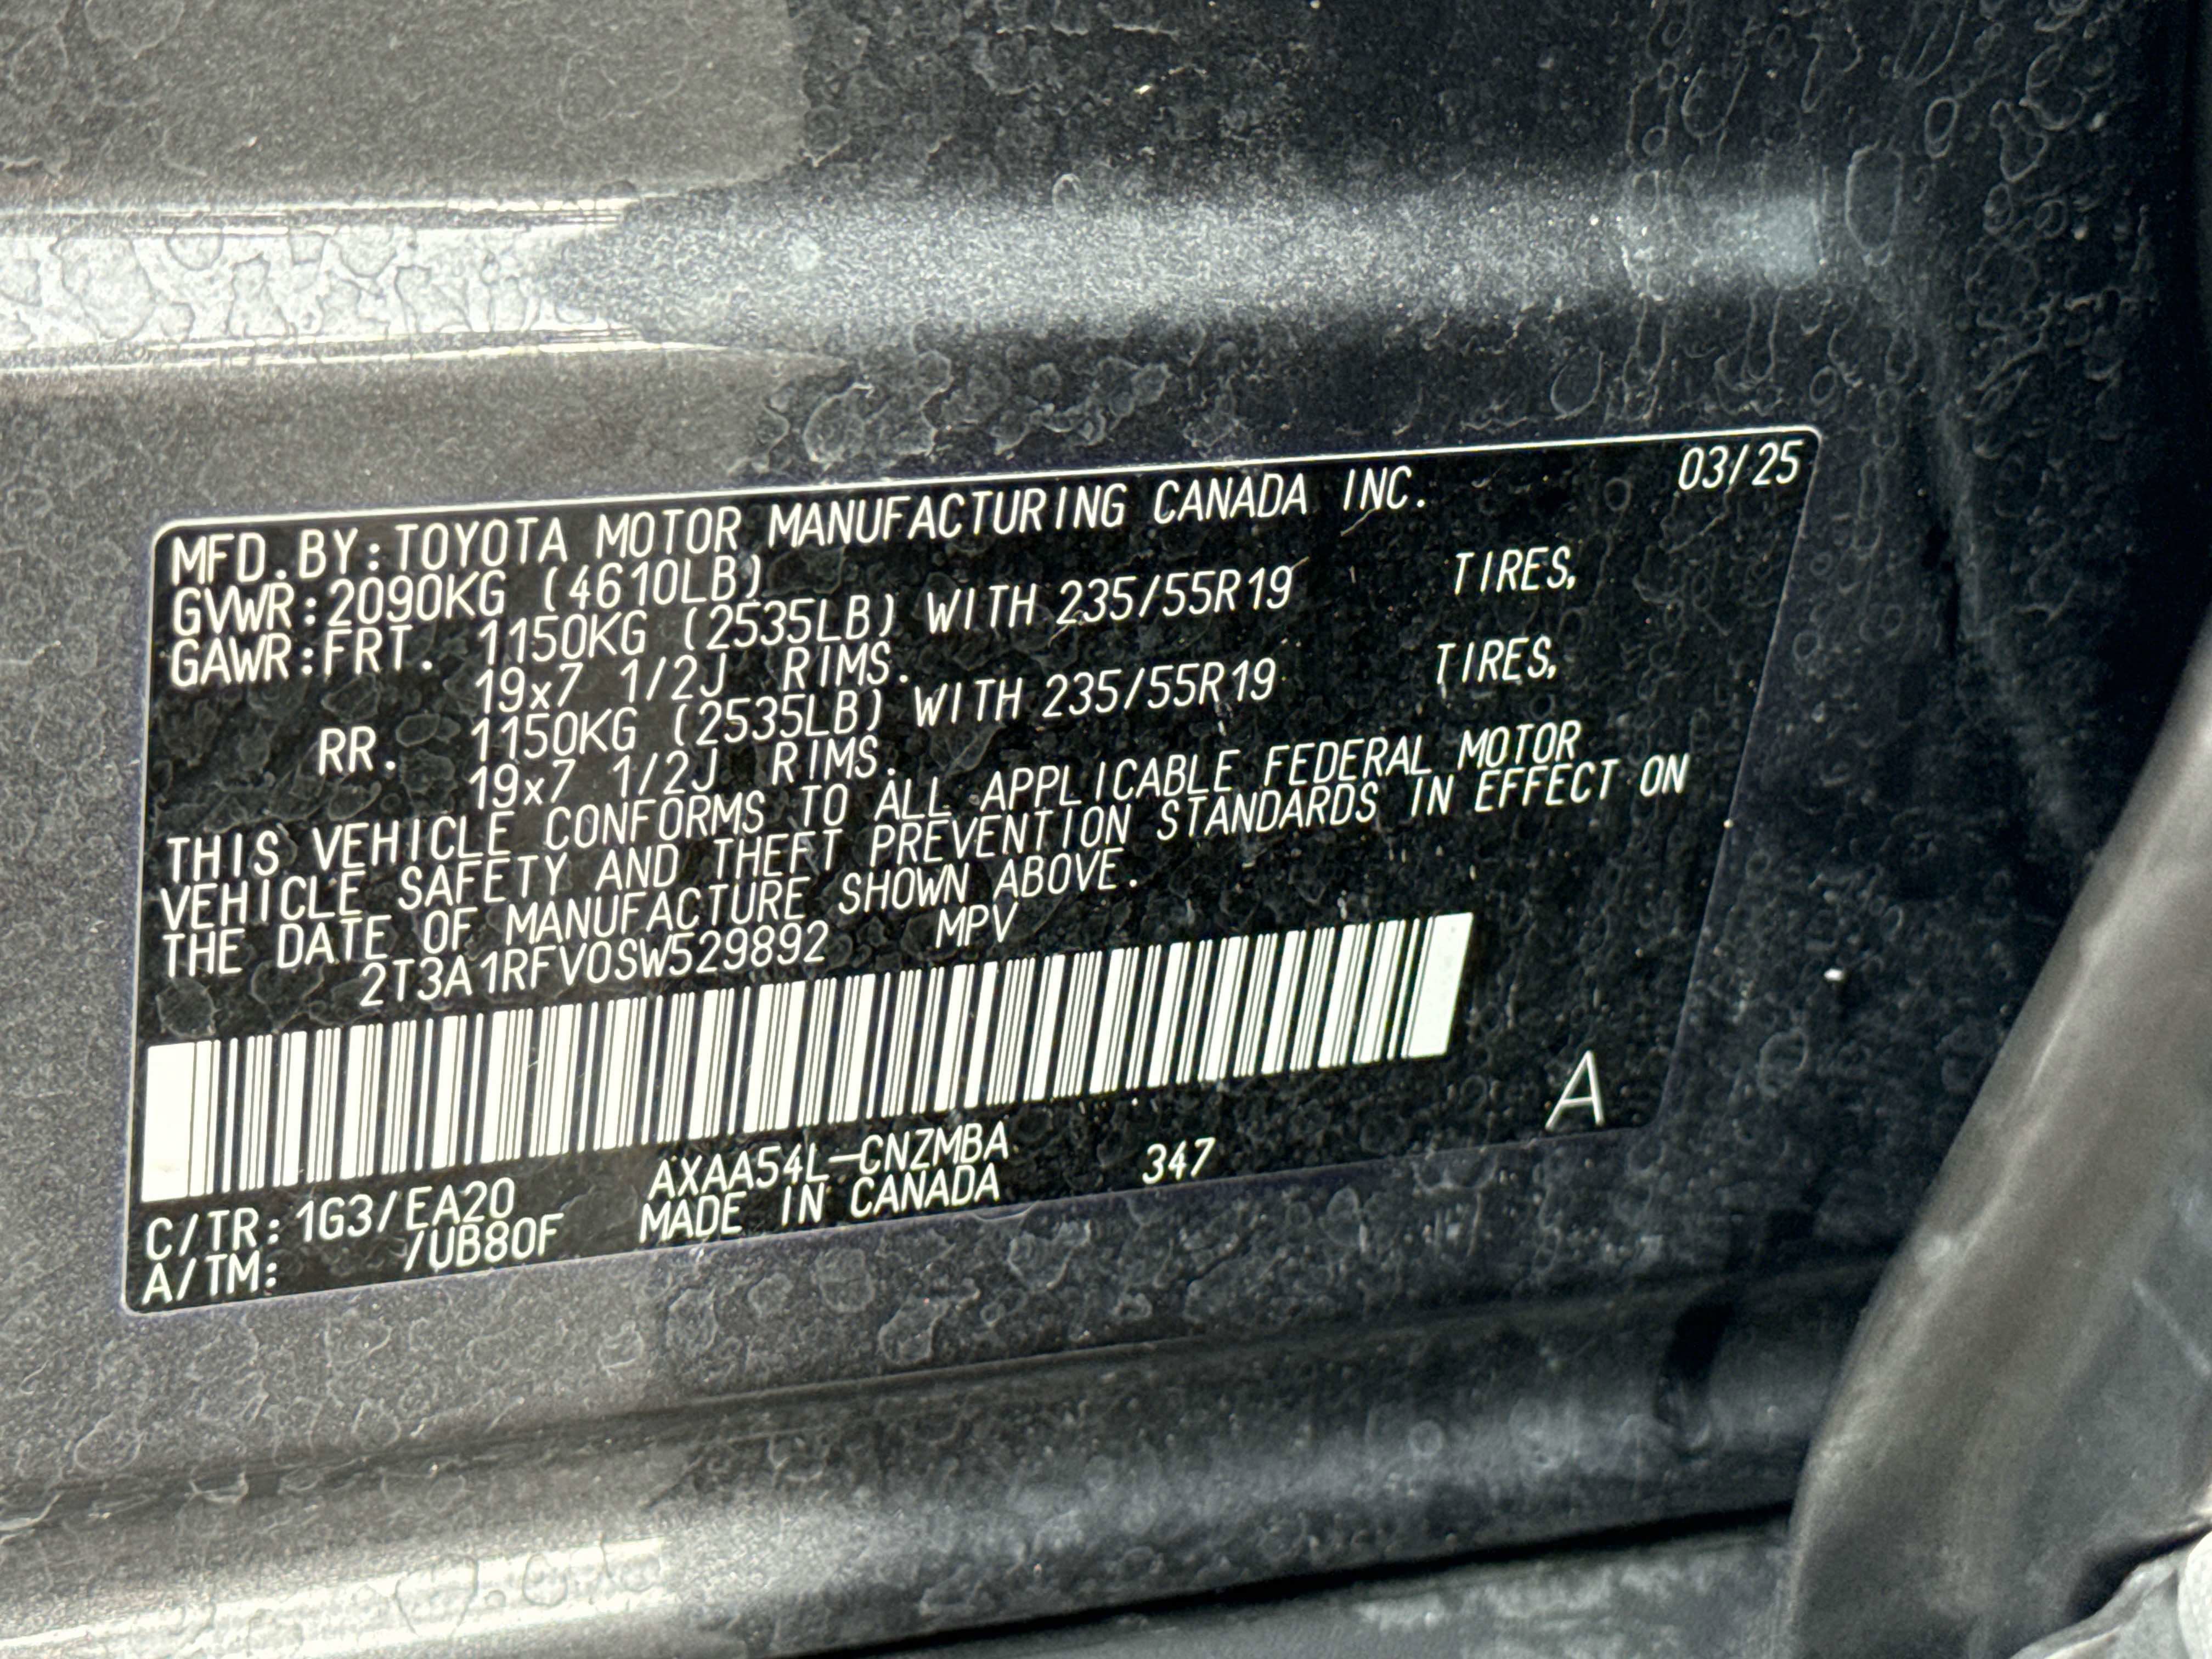 03/25
MFD.BY:TOYOTA MOTOR MANUFACTURING CANADA INC.
GVWR:2090KG (4610LB)
GAWR:FRT. 1150KG (2535LB) WITH 235/55R19 TIRES,
19x7 1/2J RIMS.
RR. 1150KG (2535LB) WITH 235/55R19 TIRES,
19x7 1/2J RIMS.
THIS VEHICLE CONFORMS TO ALL APPLICABLE FEDERAL MOTOR
VEHICLE SAFETY AND THEFT PREVENTION STANDARDS IN EFFECT ON
THE DATE OF MANUFACTURE SHOWN ABOVE.
2T3A1RFV0SW529892 MPV
A
C/TR:1G3/EA20 AXAA54L-CNZMBA 347
A/TM: /UB80F MADE IN CANADA